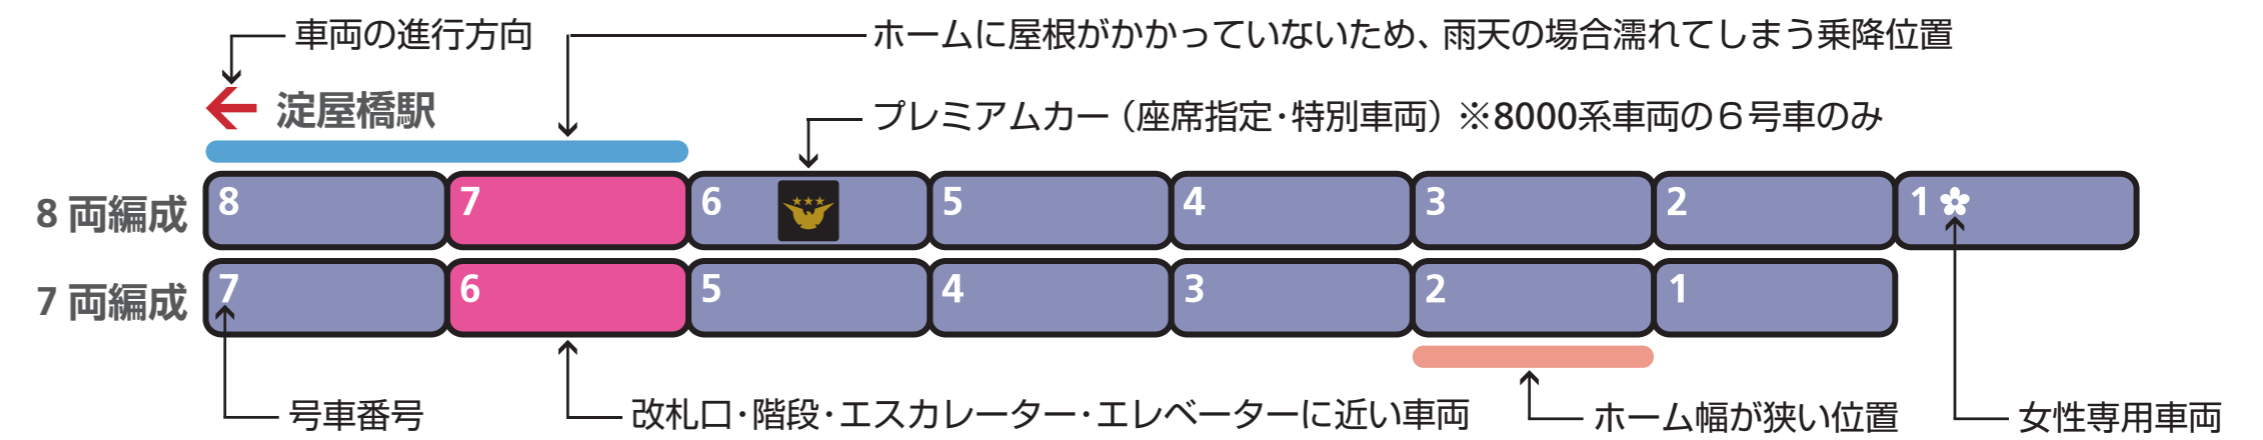 車両の進行方向
ホームに屋根がかかっていないため、雨天の場合濡れてしまう乗降位置
淀屋橋駅
プレミアムカー（座席指定・特別車両）※8000系車両の６号車のみ
8両編成 8 7 6 5 4 3 2 1
7両編成 7 6 5 4 3 2 1
号車番号
改札口・階段・エスカレーター・エレベーターに近い車両
ホーム幅が狭い位置
女性専用車両